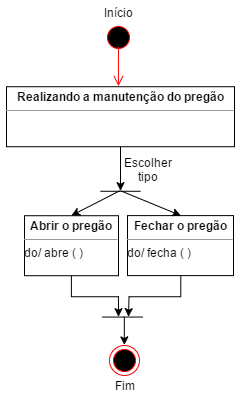 Início
Realizando a manutenção do pregão
Escolher
tipo
Abrir o pregão
do/ abre ( )
Fechar o pregão
do/ fecha ( )
Fim